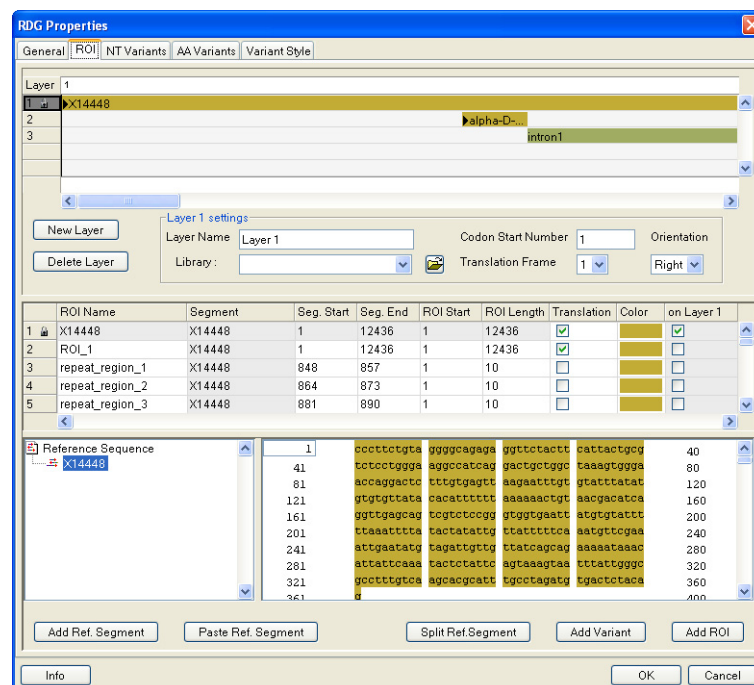 RDG Properties
General ROI NT Variants AA Variants Variant Style
Layer 1
1 X14448
2 alpha-D-...
3 intron1
New Layer
Delete Layer
Layer 1 settings
Layer Name Layer 1 Codon Start Number 1 Orientation
Library : Translation Frame 1 Right
ROI Name Segment Seg. Start Seg. End ROI Start ROI Length Translation Color on Layer 1
1 X14448 X14448 1 12436 1 12436
2 ROI_1 X14448 1 12436 1 12436
3 repeat_region_1 X14448 848 857 1 10
4 repeat_region_2 X14448 864 873 1 10
5 repeat_region_3 X14448 881 890 1 10
Reference Sequence
X14448
1 cccttctgta ggggcagaga ggttctactt cattactgcg 40
41 tctcctggga aggccatcag gactgctggc taaagtggga 80
81 accaggactc tttgtgagtt aagaatttgt gtatttatat 120
121 gtgtgttata cacatttttt aaaaaactgt aacgacatca 160
161 ggttgagcag tcgtctccgg gtggtgaatt atgtgtattt 200
201 ttaaatttta tactatattg ttatttttca aatgttcgaa 240
241 attgaatatg tagattgttg ttatcagcag aaaaataaac 280
281 attattcaaa tactctattc agtaaagtaa tttattgggc 320
321 gcctttgtca agcacgcatt tgcctagatg tgactctaca 360
361 g 400
Add Ref. Segment Paste Ref. Segment Split Ref.Segment Add Variant Add ROI
Info OK Cancel